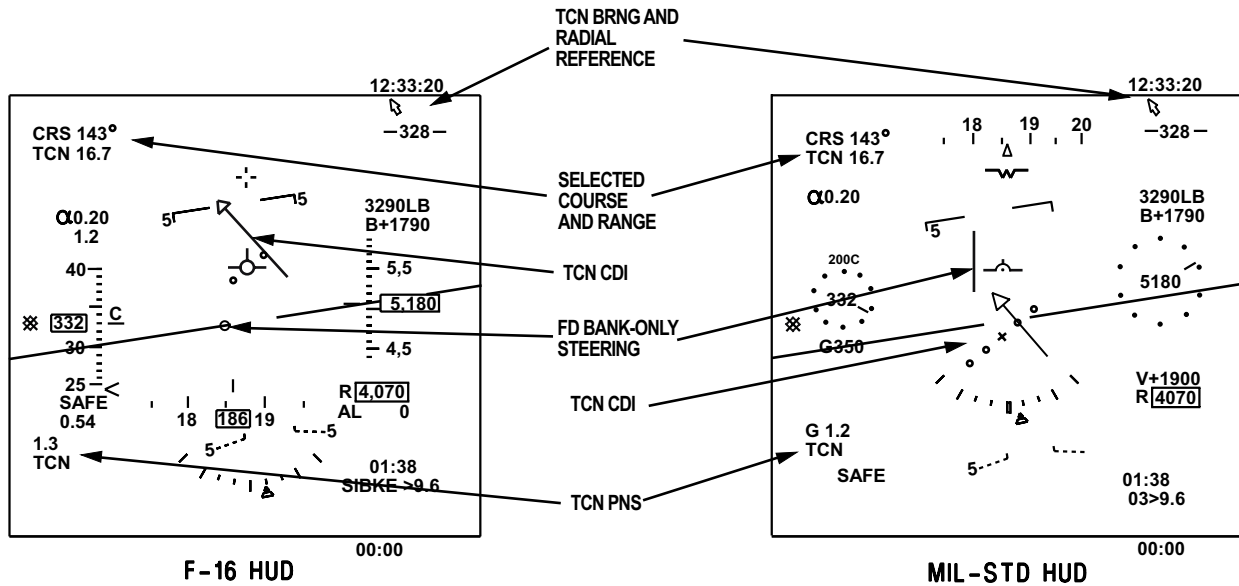 TCN BRNG AND
RADIAL
REFERENCE
SELECTED
COURSE
AND RANGE
TCN CDI
FD BANK-ONLY
STEERING
TCN CDI
TCN PNS
12:33:20
CRS 143°
TCN 16.7
–328–
5 5
α0.20
1.2
3290LB
B+1790
40
5,5
C
332
5,180
30
4,5
25
SAFE
0.54
R 4,070
AL 0
18 186 19
5 5
1.3
TCN
01:38
SIBKE >9.6
00:00
F-16 HUD
12:33:20
CRS 143°
TCN 16.7
18 19 20
–328–
α0.20
3290LB
B+1790
5
200C
332
5180
G350
V+1900
R 4070
G 1.2
TCN
SAFE
5
01:38
03>9.6
00:00
MIL-STD HUD